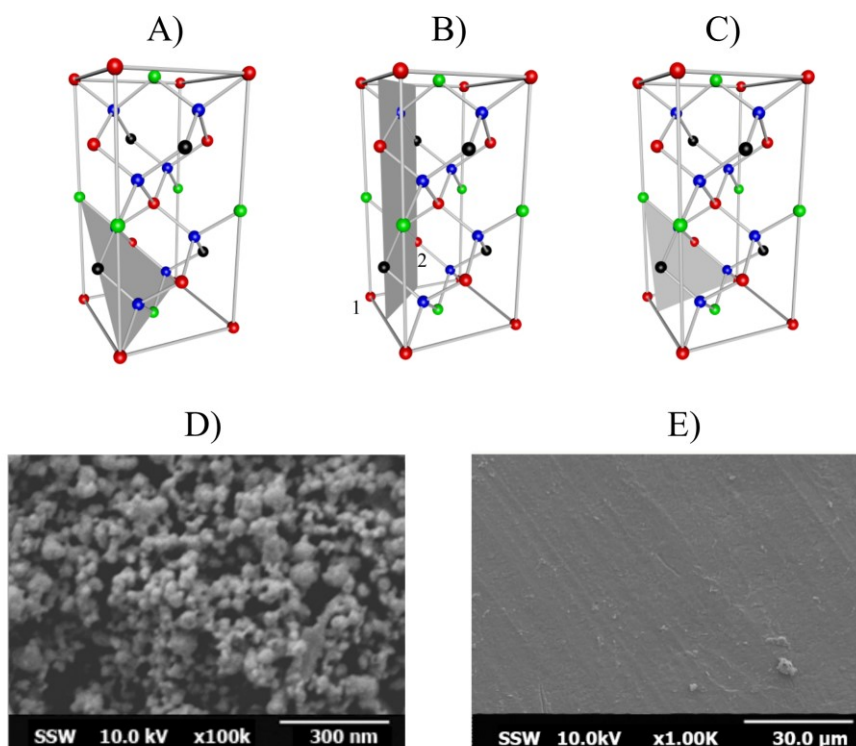 A)
B)
C)
1
2
D)
E)
SSW 10.0 kV x100k 300 nm
SSW 10.0kV x1.00K 30.0 µm